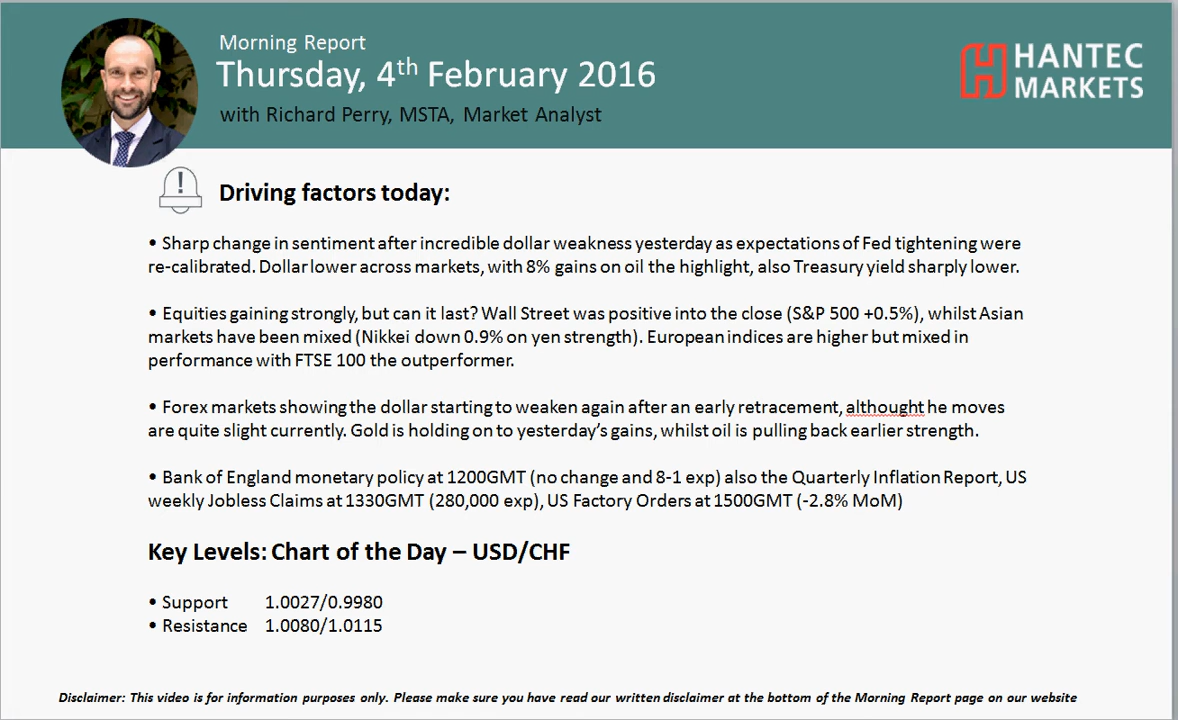 Morning Report
Thursday, 4th February 2016
with Richard Perry, MSTA, Market Analyst
HANTEC
MARKETS
!
Driving factors today:
• Sharp change in sentiment after incredible dollar weakness yesterday as expectations of Fed tightening were
re-calibrated. Dollar lower across markets, with 8% gains on oil the highlight, also Treasury yield sharply lower.
• Equities gaining strongly, but can it last? Wall Street was positive into the close (S&P 500 +0.5%), whilst Asian
markets have been mixed (Nikkei down 0.9% on yen strength). European indices are higher but mixed in
performance with FTSE 100 the outperformer.
• Forex markets showing the dollar starting to weaken again after an early retracement, althought he moves
are quite slight currently. Gold is holding on to yesterday’s gains, whilst oil is pulling back earlier strength.
• Bank of England monetary policy at 1200GMT (no change and 8-1 exp) also the Quarterly Inflation Report, US
weekly Jobless Claims at 1330GMT (280,000 exp), US Factory Orders at 1500GMT (-2.8% MoM)
Key Levels: Chart of the Day – USD/CHF
• Support 1.0027/0.9980
• Resistance 1.0080/1.0115
Disclaimer: This video is for information purposes only. Please make sure you have read our written disclaimer at the bottom of the Morning Report page on our website